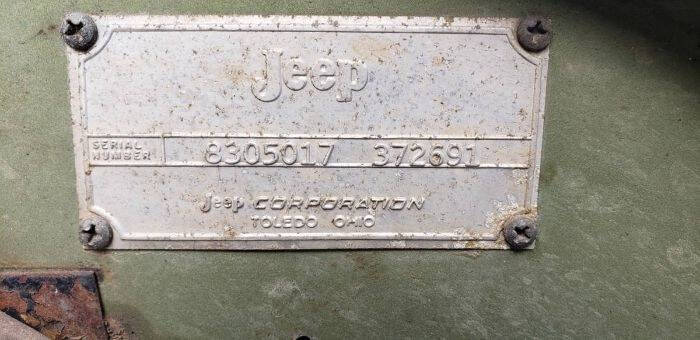 Jeep
SERIAL
NUMBER
8305017 372691
Jeep CORPORATION
TOLEDO OHIO